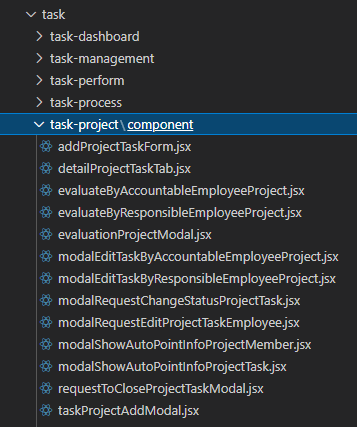 task
task-dashboard
task-management
task-perform
task-process
task-project\component
addProjectTaskForm.jsx
detailProjectTaskTab.jsx
evaluateByAccountableEmployeeProject.jsx
evaluateByResponsibleEmployeeProject.jsx
evaluationProjectModal.jsx
modalEditTaskByAccountableEmployeeProject.jsx
modalEditTaskByResponsibleEmployeeProject.jsx
modalRequestChangeStatusProjectTask.jsx
modalRequestEditProjectTaskEmployee.jsx
modalShowAutoPointInfoProjectMember.jsx
modalShowAutoPointInfoProjectTask.jsx
requestToCloseProjectTaskModal.jsx
taskProjectAddModal.jsx